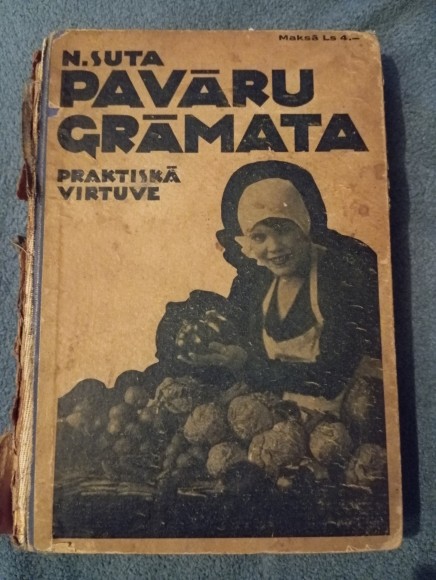 Maksā Ls 4.—
N.SUTA
PAVĀRU
GRĀMATA
PRAKTISKĀ
VIRTUVE